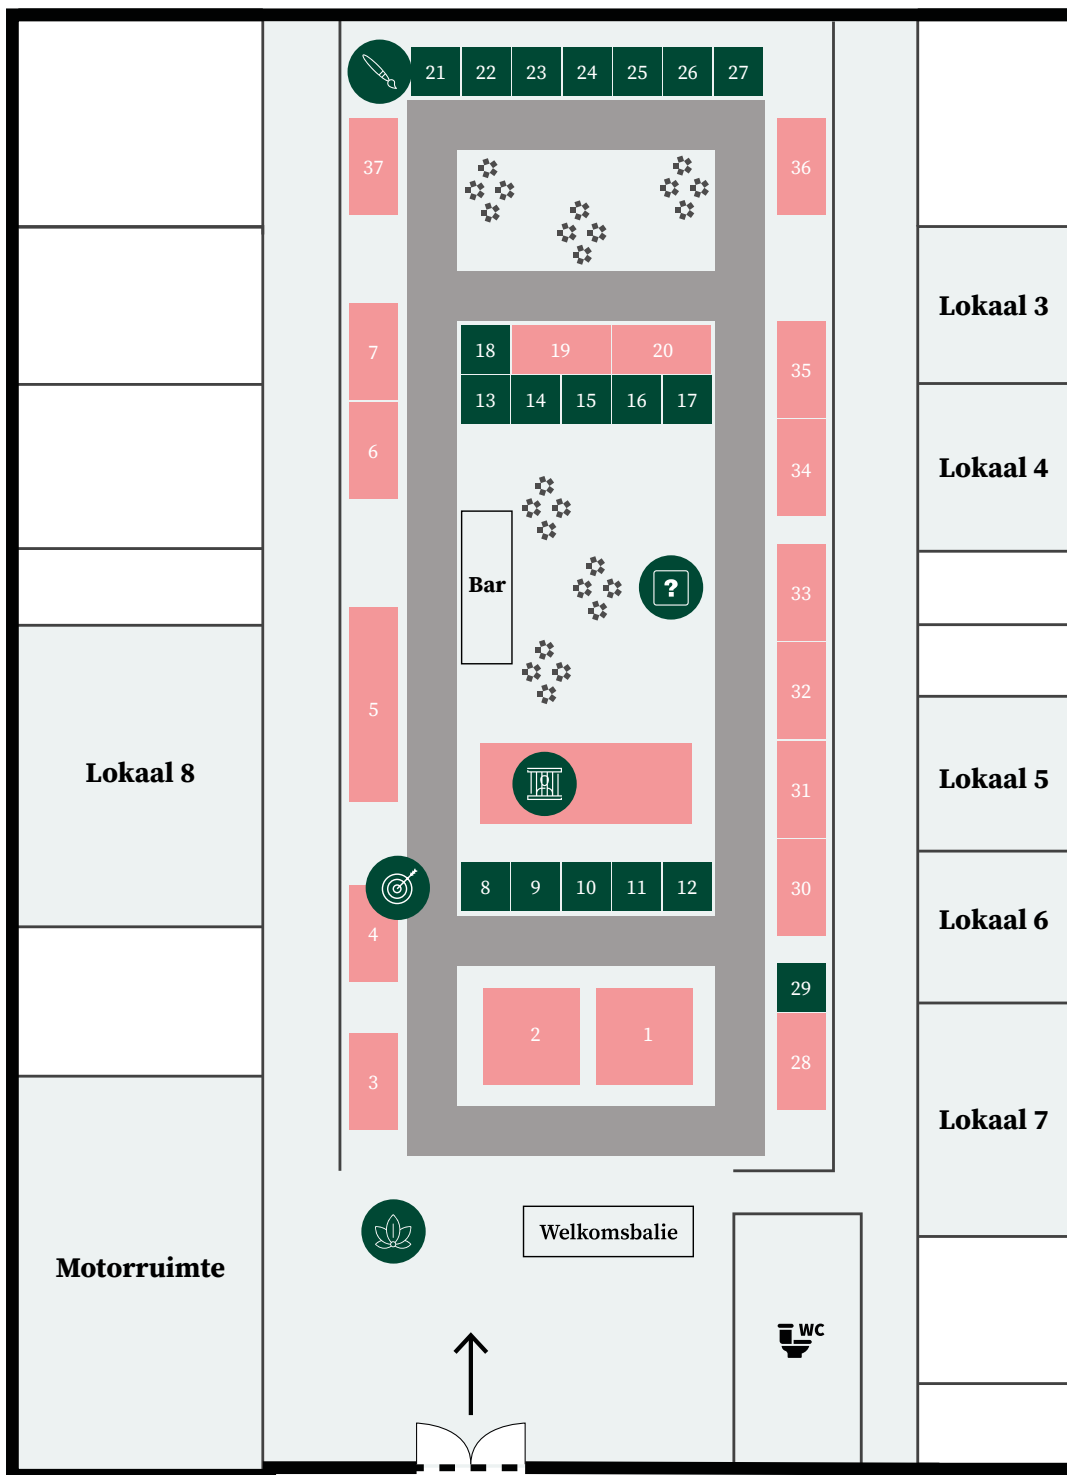 21 22 23 24 25 26 27
37
36
Lokaal 3
7
18 19 20
35
13 14 15 16 17
6
34
Lokaal 4
Bar
?
33
32
5
Lokaal 8
31
Lokaal 5
8 9 10 11 12
30
4
Lokaal 6
29
2 1
28
3
Lokaal 7
Welkomsbalie
Motorruimte
WC